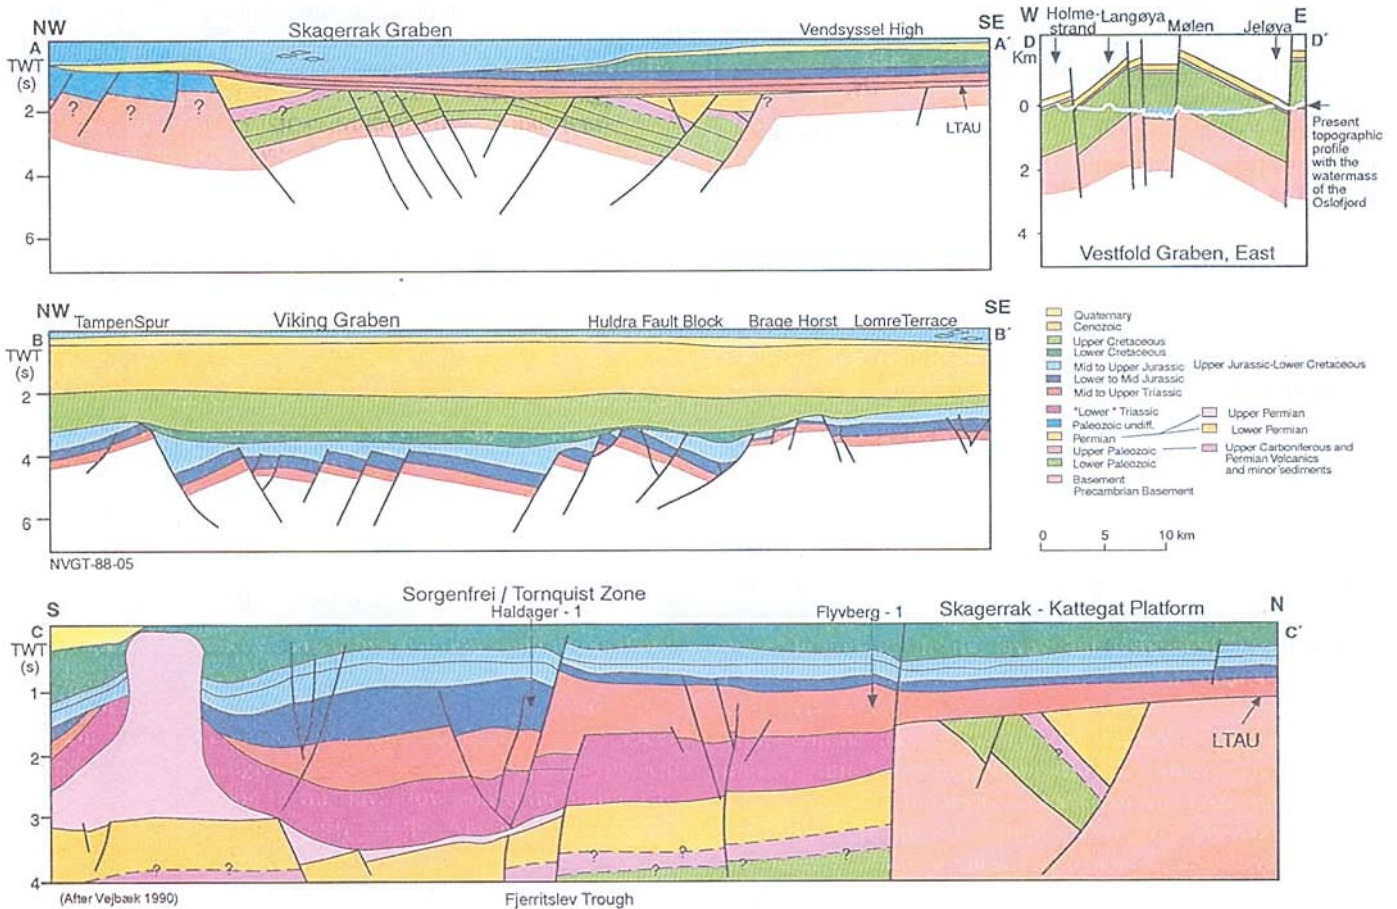 NW
Skagerrak Graben
Vendsyssel High
SE
A
A´
TWT
(s)
2
4
6
?
?
?
?
?
LTAU
W
Holme-
strand
Langøya
Mølen
Jeløya
E
D
D´
Km
0
2
4
Present
topographic
profile
with the
watermass
of the
Oslofjord
Vestfold Graben, East
NW
TampenSpur
Viking Graben
Huldra Fault Block
Brage Horst
LomreTerrace
SE
B
B´
TWT
(s)
2
4
6
NVGT-88-05
Quaternary
Cenozoic
Upper Cretaceous
Lower Cretaceous
Mid to Upper Jurassic
Upper Jurassic-Lower Cretaceous
Lower to Mid Jurassic
Mid to Upper Triassic
"Lower" Triassic
Paleozoic undiff.
Permian
Upper Paleozoic
Lower Paleozoic
Basement
Precambrian Basement
Upper Permian
Lower Permian
Upper Carboniferous and
Permian Volcanics
and minor sediments
0 5 10 km
Sorgenfrei / Tornquist Zone
S
Haldager - 1
Flyvberg - 1
Skagerrak - Kattegat Platform
N
C
C´
TWT
(s)
1
2
3
4
?
?
?
?
?
?
?
LTAU
(After Vejbæk 1990)
Fjerritslev Trough